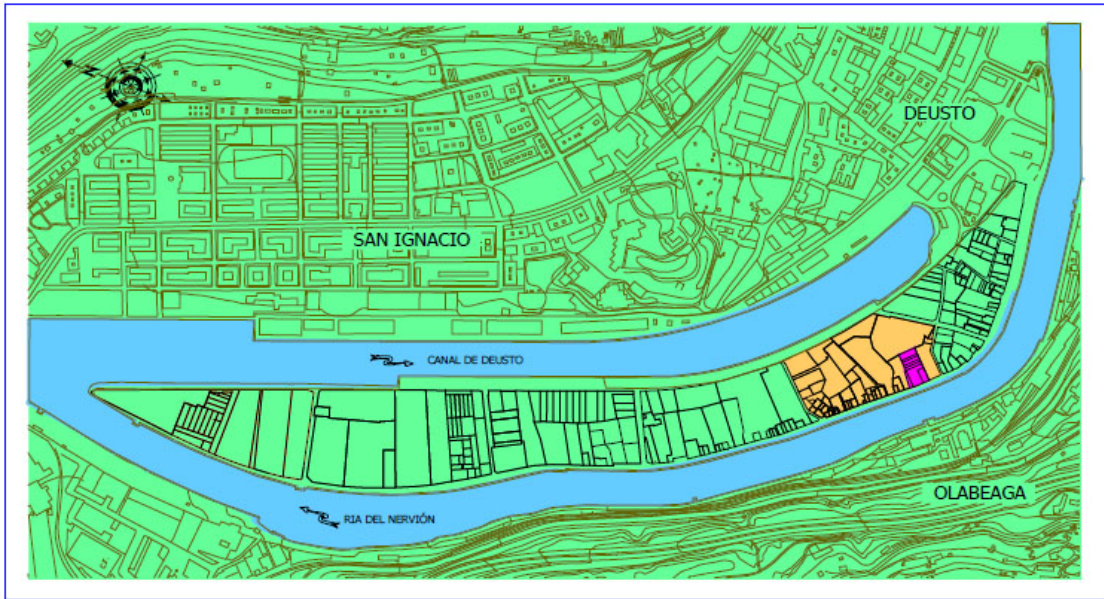 N
DEUSTO
SAN IGNACIO
CANAL DE DEUSTO
OLABEAGA
RIA DEL NERVIÓN